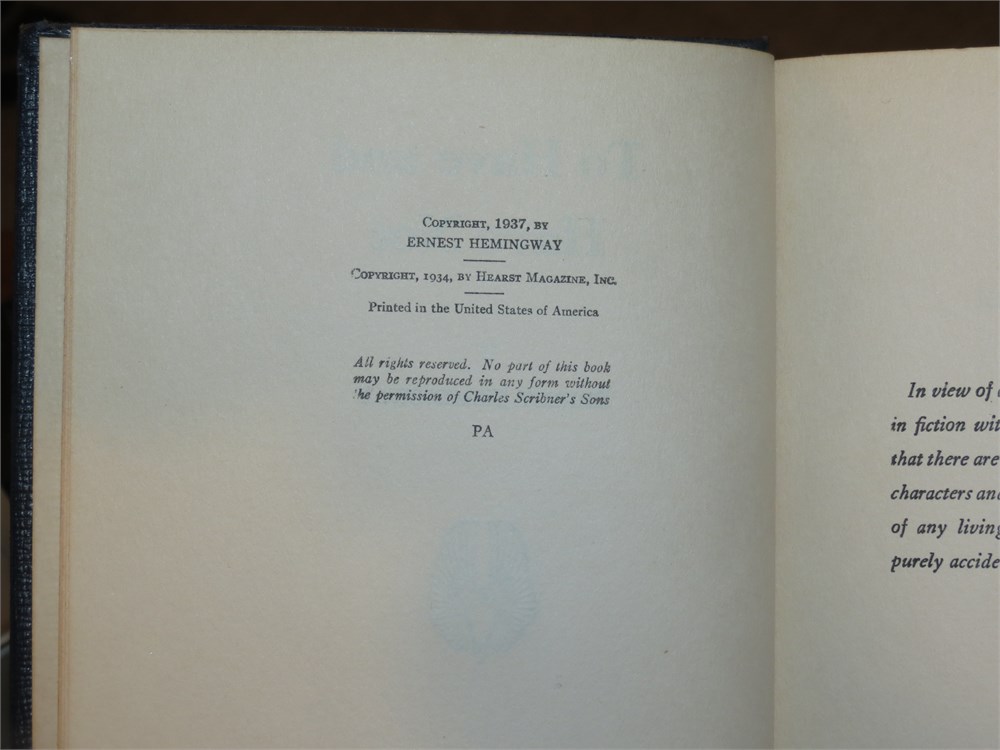 COPYRIGHT, 1937, BY
ERNEST HEMINGWAY
COPYRIGHT, 1934, BY HEARST MAGAZINE, INC.
Printed in the United States of America
All rights reserved. No part of this book
may be reproduced in any form without
the permission of Charles Scribner's Sons
PA
In view of
in fiction wit
that there are
characters and
of any living
purely accide